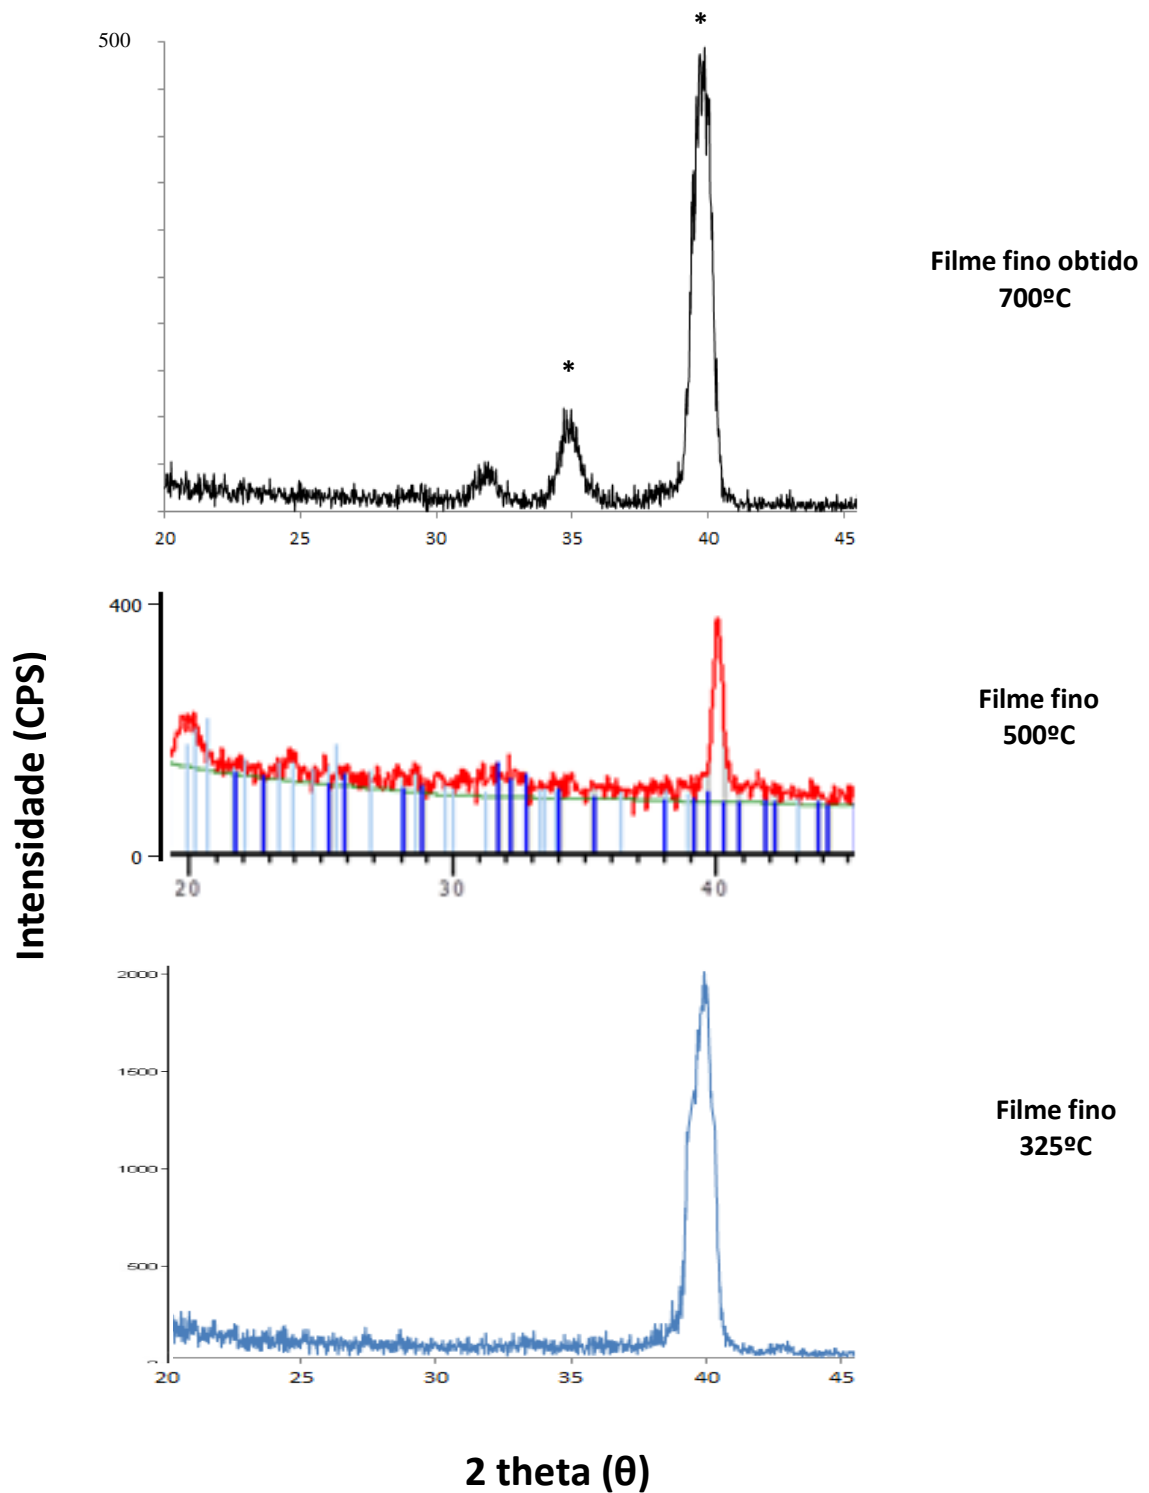 *
500
Filme fino obtido
700ºC
*
20 25 30 35 40 45
400
Filme fino
500ºC
0
20 30 40
Intensidade (CPS)
2000
1500
Filme fino
325ºC
1000
500
0
20 25 30 35 40 45
2 theta (θ)